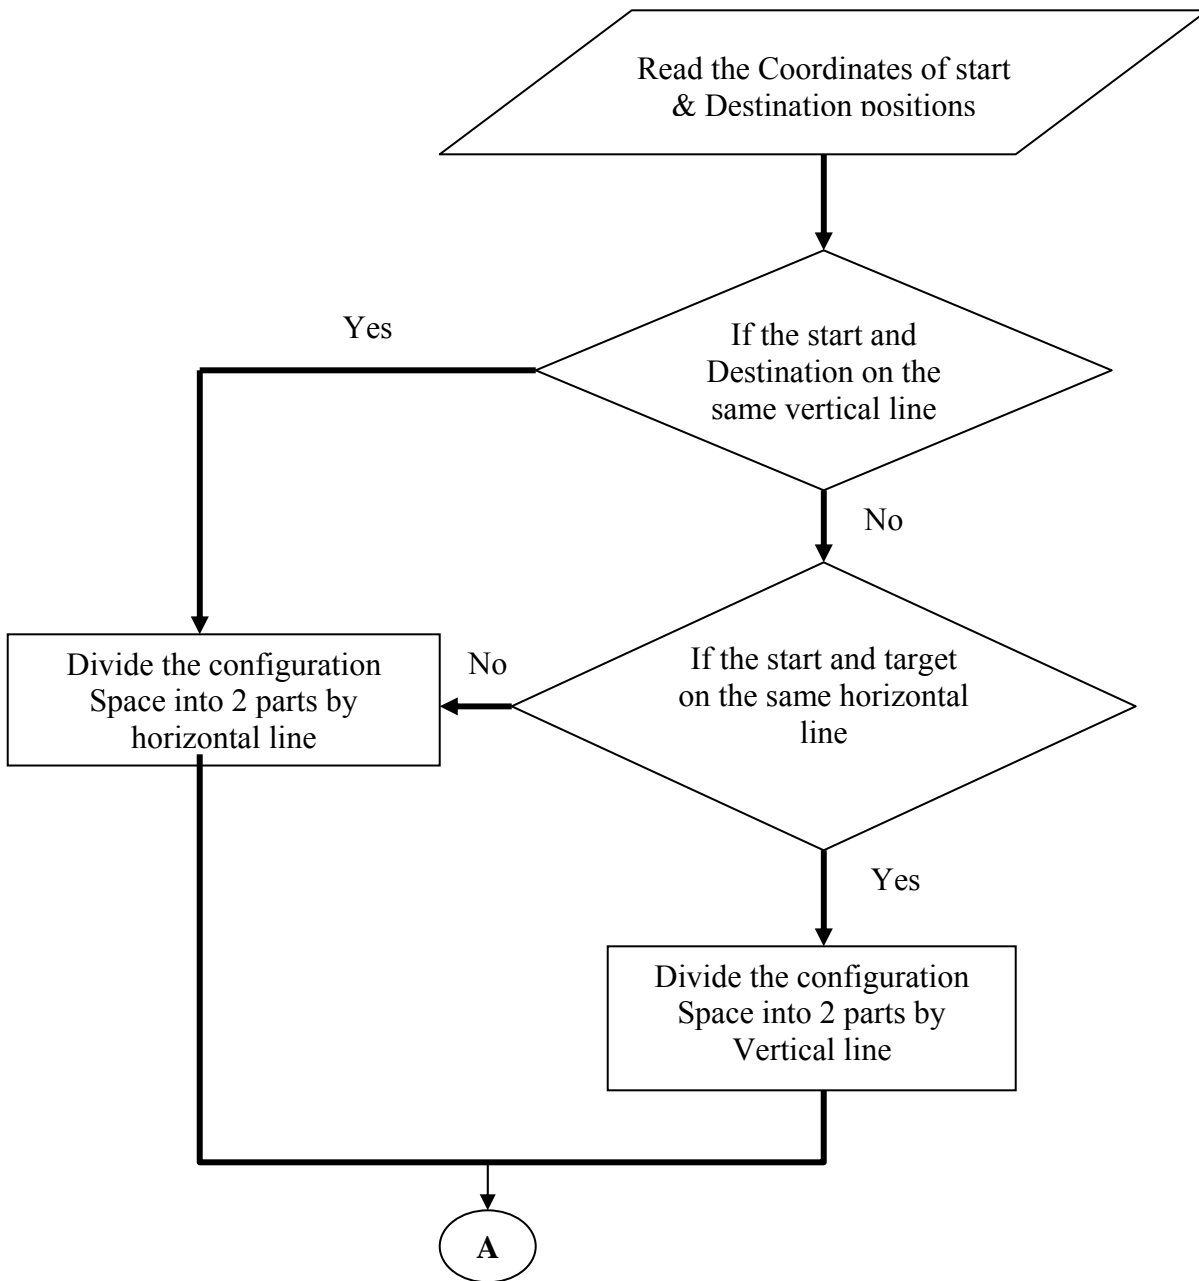 Read the Coordinates of start
& Destination positions
Yes
If the start and
Destination on the
same vertical line
No
Divide the configuration
Space into 2 parts by
horizontal line
No
If the start and target
on the same horizontal
line
Yes
Divide the configuration
Space into 2 parts by
Vertical line
A